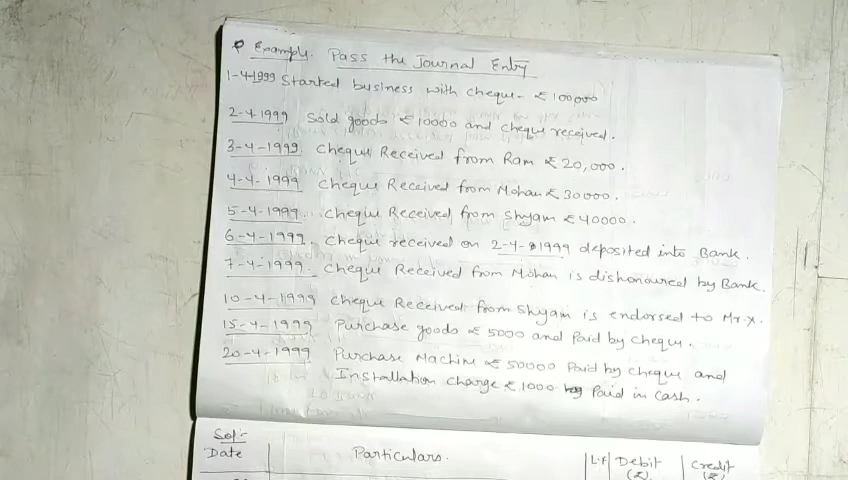 Example. Pass the Journal Entry
1-4-1999 Started business with cheque - ₹ 100000
2-4-1999 Sold goods ₹ 10000 and cheque received.
3-4-1999. Cheque Received from Ram ₹ 20,000.
4-4-1999 Cheque Received from Mohan ₹ 30000.
5-4-1999. Cheque Received from Shyam ₹ 40000.
6-4-1999. Cheque received on 2-4-1999 deposited into Bank.
7-4-1999. Cheque Received from Mohan is dishonoured by Bank.
10-4-1999 Cheque Received from Shyam is endorsed to Mr. X.
15-4-1999 Purchase goods ₹ 5000 and Paid by cheque.
20-4-1999 Purchase Machine ₹ 50000 Paid by cheque and
Installation charge ₹ 1000 Paid in cash.
Sol:-
Date Particulars. L.F Debit (₹) Credit (₹)